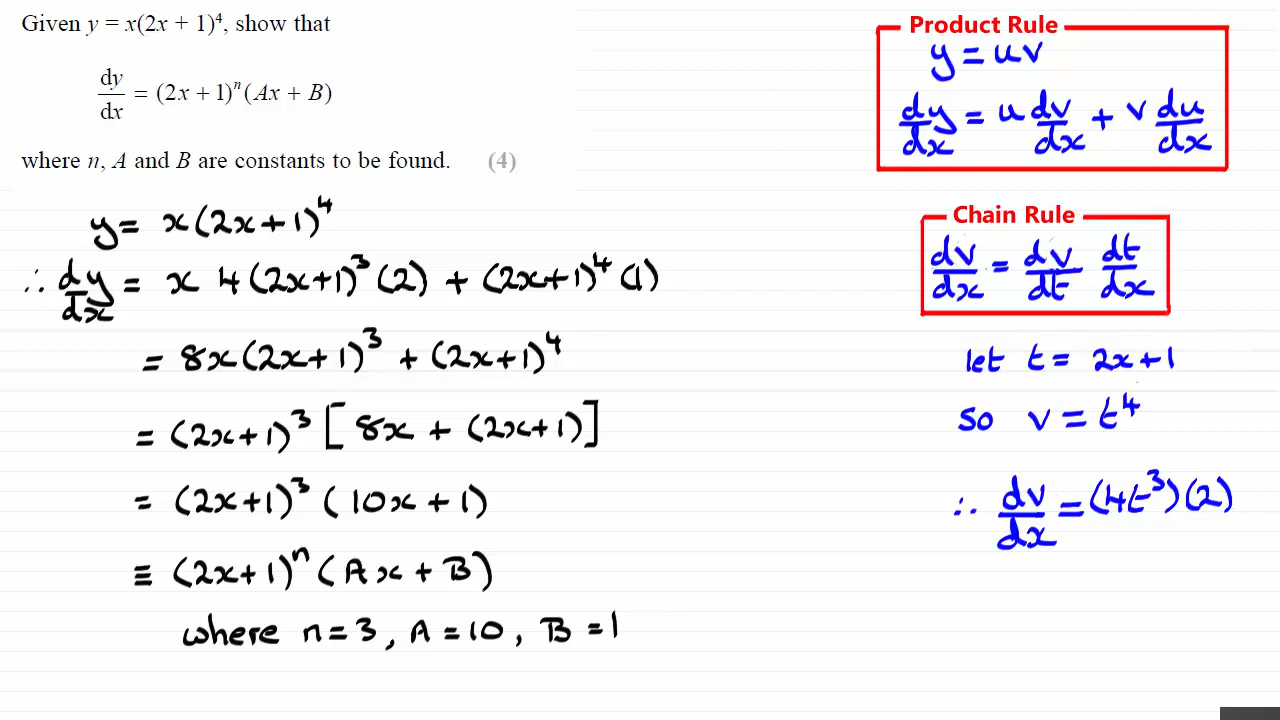 Given y = x(2x + 1)⁴, show that
dy/dx = (2x + 1)ⁿ (Ax + B)
where n, A and B are constants to be found. (4)
y = x(2x+1)⁴
∴ dy/dx = x 4(2x+1)³(2) + (2x+1)⁴(1)
= 8x(2x+1)³ + (2x+1)⁴
= (2x+1)³ [8x + (2x+1)]
= (2x+1)³ (10x + 1)
≡ (2x+1)ⁿ (Ax + B)
where n = 3, A = 10, B = 1
Product Rule
y = uv
dy/dx = u dv/dx + v du/dx
Chain Rule
dv/dx = dv/dt dt/dx
let t = 2x+1
So v = t⁴
∴ dv/dx = (4t³)(2)